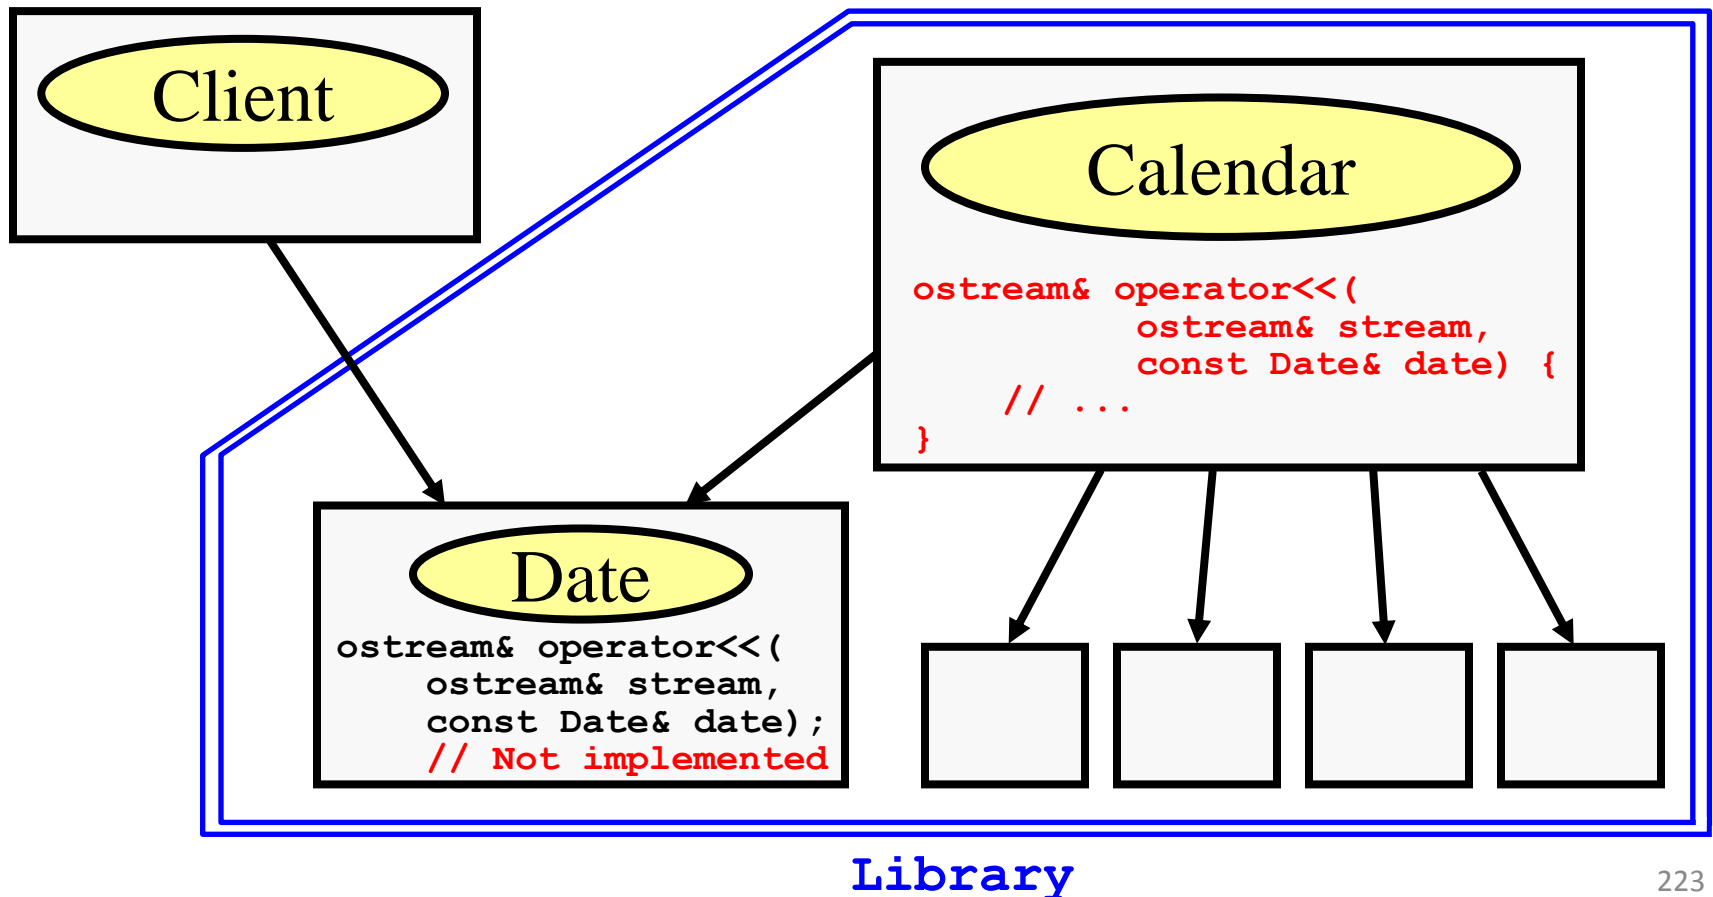 Client
Calendar
ostream& operator<<(
ostream& stream,
const Date& date) {
// ...
}
Date
ostream& operator<<(
ostream& stream,
const Date& date);
// Not implemented
Library
223